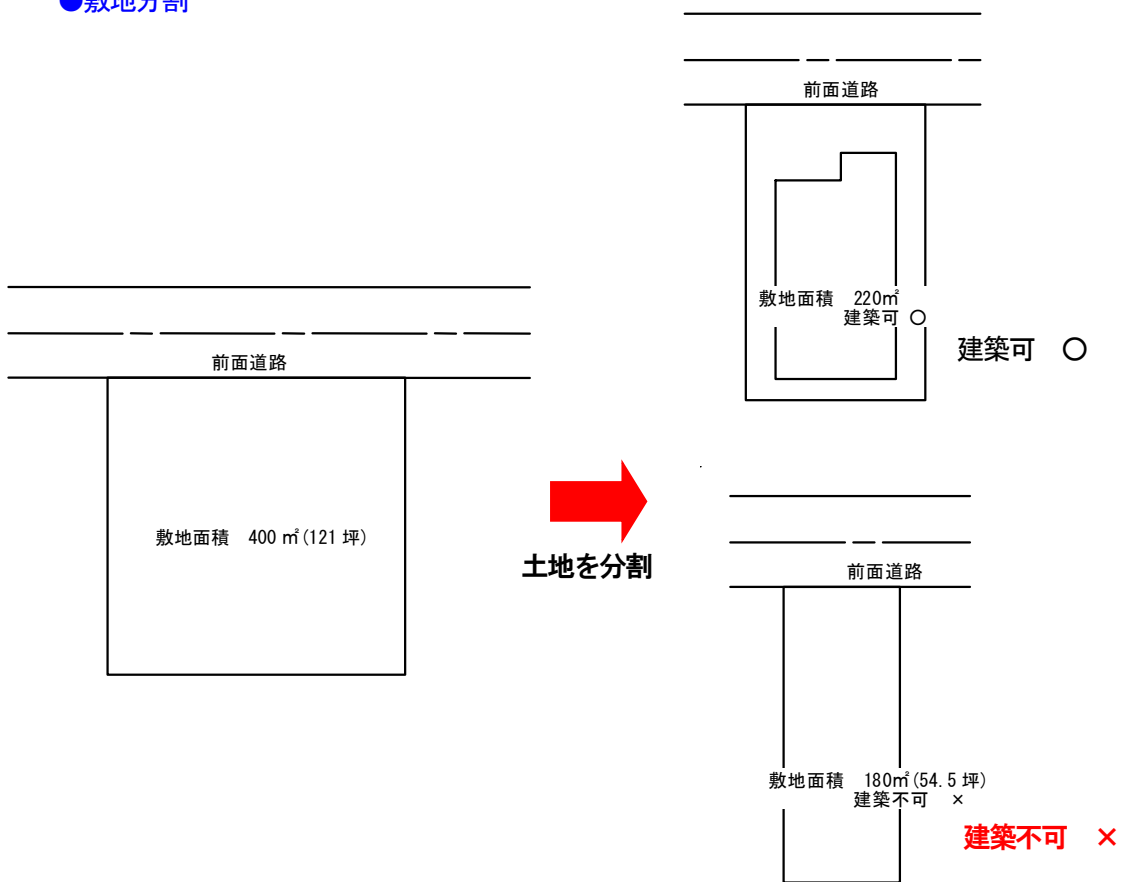 ●敷地分割
前面道路
敷地面積　400㎡(121坪)
土地を分割
前面道路
敷地面積　220㎡
建築可　○
建築可　○
前面道路
敷地面積　180㎡(54.5坪)
建築不可　×
建築不可　×